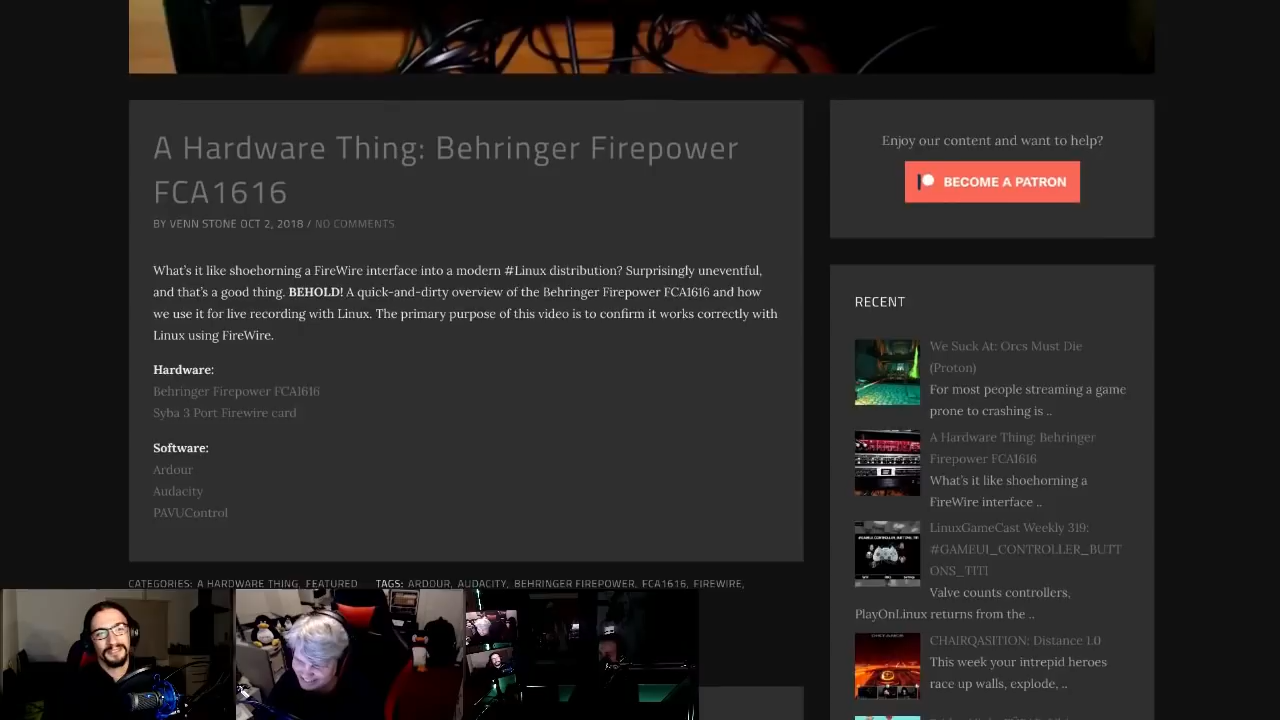 A Hardware Thing: Behringer Firepower
FCA1616
BY VENN STONE OCT 2, 2018 / NO COMMENTS
What's it like shoehorning a FireWire interface into a modern #Linux distribution? Surprisingly uneventful,
and that's a good thing. BEHOLD! A quick-and-dirty overview of the Behringer Firepower FCA1616 and how
we use it for live recording with Linux. The primary purpose of this video is to confirm it works correctly with
Linux using FireWire.
Hardware:
Behringer Firepower FCA1616
Syba 3 Port Firewire card
Software:
Ardour
Audacity
PAVUControl
CATEGORIES: A HARDWARE THING, FEATURED TAGS: ARDOUR, AUDACITY, BEHRINGER FIREPOWER, FCA1616, FIREWIRE,
Enjoy our content and want to help?
BECOME A PATRON
RECENT
We Suck At: Orcs Must Die
(Proton)
For most people streaming a game
prone to crashing is ..
A Hardware Thing: Behringer
Firepower FCA1616
What's it like shoehorning a
FireWire interface ..
LinuxGameCast Weekly 319:
#GAMEUI_CONTROLLER_BUTT
ONS_TITI
Valve counts controllers,
PlayOnLinux returns from the ..
CHAIRQASITION: Distance 1.0
This week your intrepid heroes
race up walls, explode, ..